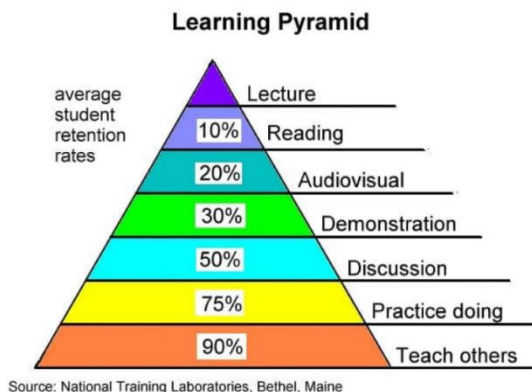 Learning Pyramid
average
student
retention
rates
Lecture
10% Reading
20% Audiovisual
30% Demonstration
50% Discussion
75% Practice doing
90% Teach others
Source: National Training Laboratories, Bethel, Maine